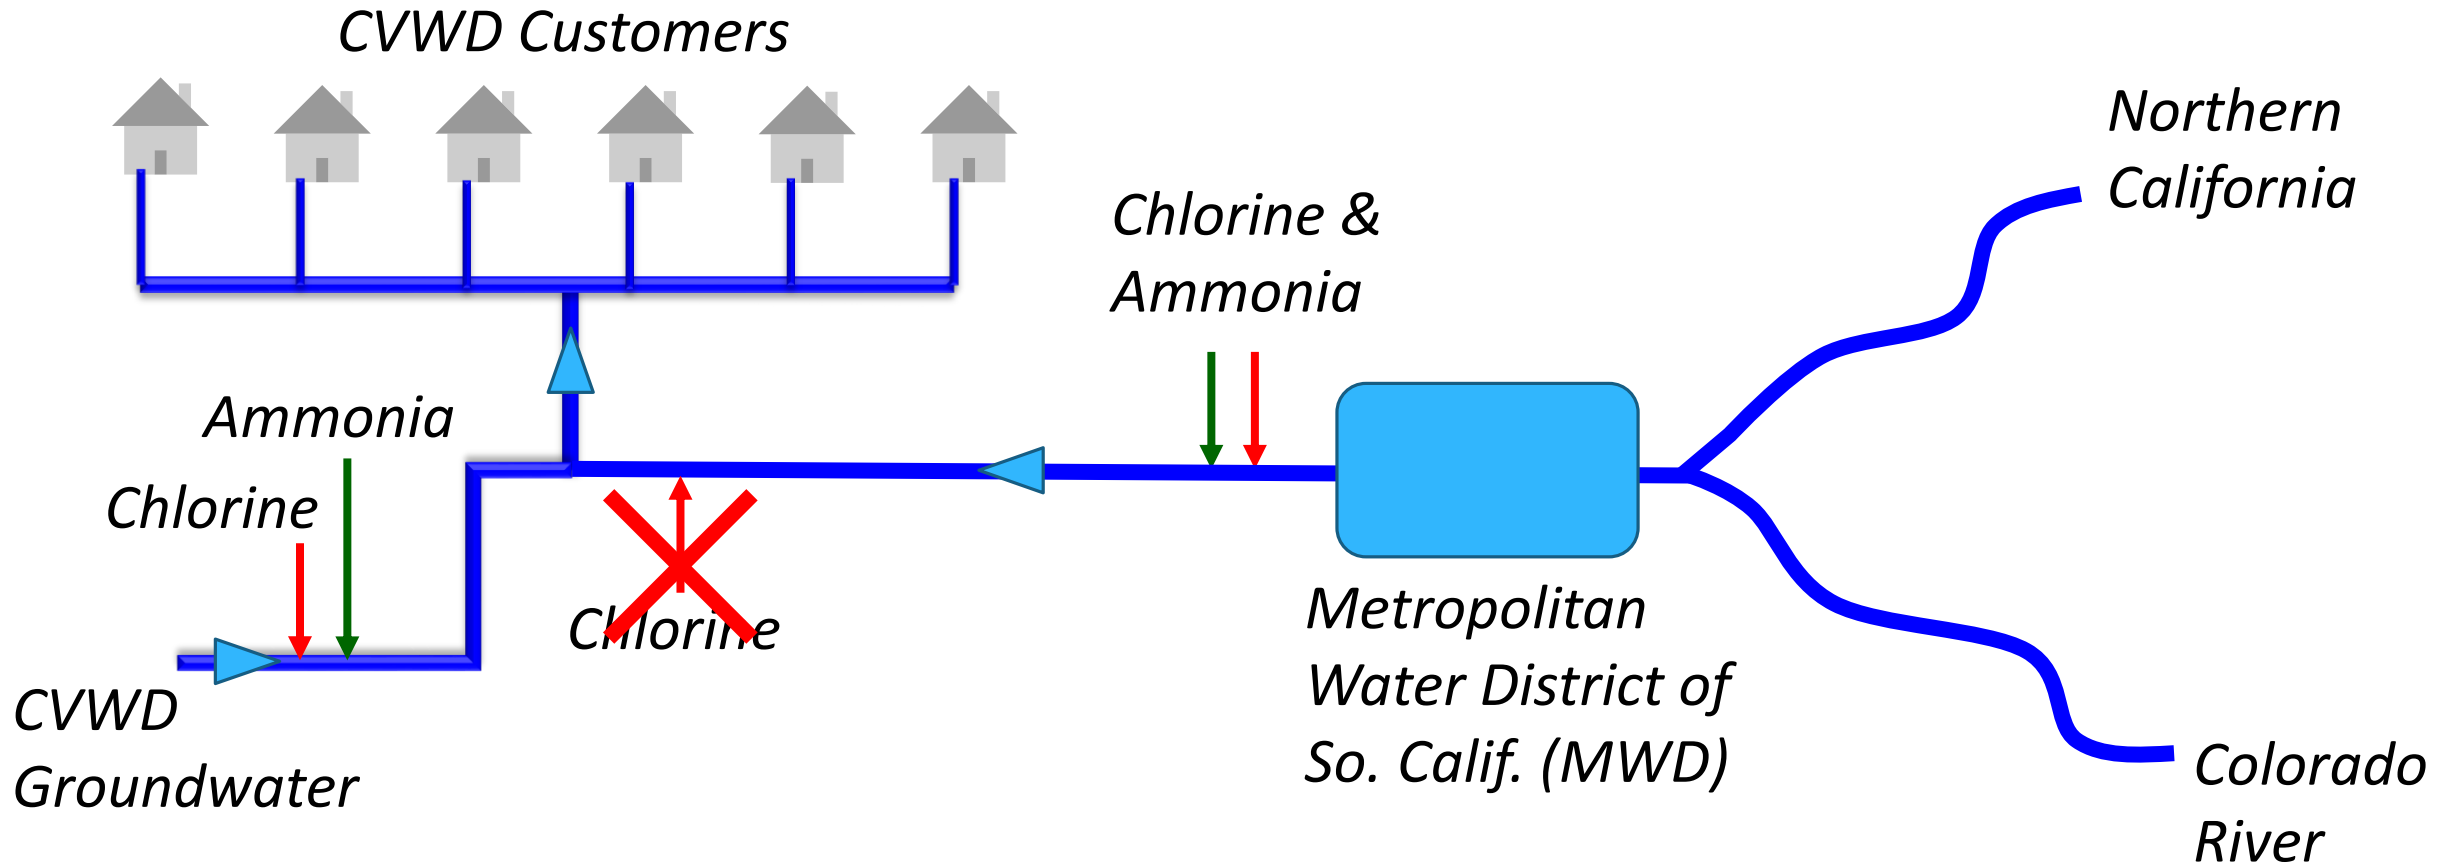 CVWD Customers
Northern
California
Chlorine &
Ammonia
Ammonia
Chlorine
Chlorine
Metropolitan
Water District of
So. Calif. (MWD)
CVWD
Groundwater
Colorado
River